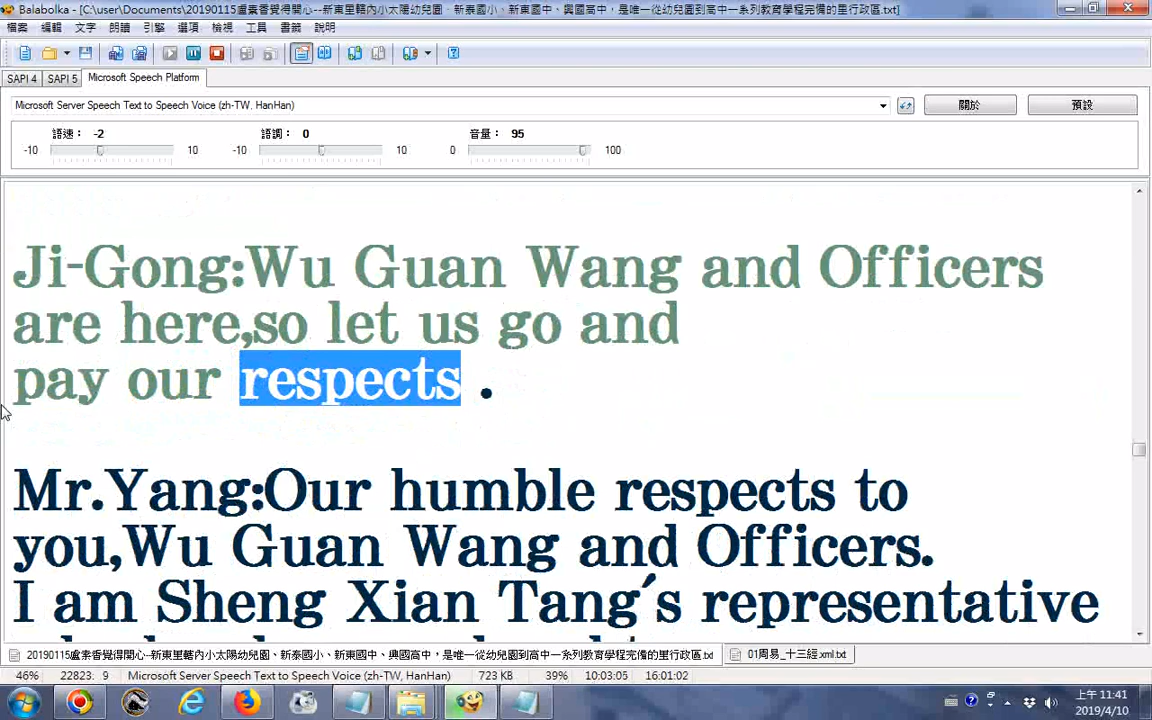 Balabolka - [C:\user\Documents\20190115盧素香覺得開心--新東里轄內小太陽幼兒園、新泰國小、新東國中、興國高中，是唯一從幼兒園到高中一系列教育學程完備的里行政區.txt]
檔案 編輯 文字 朗讀 引擎 選項 檢視 工具 書籤 說明
SAPI 4 SAPI 5 Microsoft Speech Platform
Microsoft Server Speech Text to Speech Voice (zh-TW, HanHan) 關於 預設
語速： -2 語調： 0 音量： 95
-10 10 -10 10 0 100
Ji-Gong:Wu Guan Wang and Officers
are here,so let us go and
pay our respects .
Mr.Yang:Our humble respects to
you,Wu Guan Wang and Officers.
I am Sheng Xian Tang's representative
20190115盧素香覺得開心--新東里轄內小太陽幼兒園、新泰國小、新東國中、興國高中，是唯一從幼兒園到高中一系列教育學程完備的里行政區.txt 01周易_十三經.xml.txt
46% 22823: 9 Microsoft Server Speech Text to Speech Voice (zh-TW, HanHan) 723 KB 39% 10:03:05 16:01:02
上午 11:41
2019/4/10